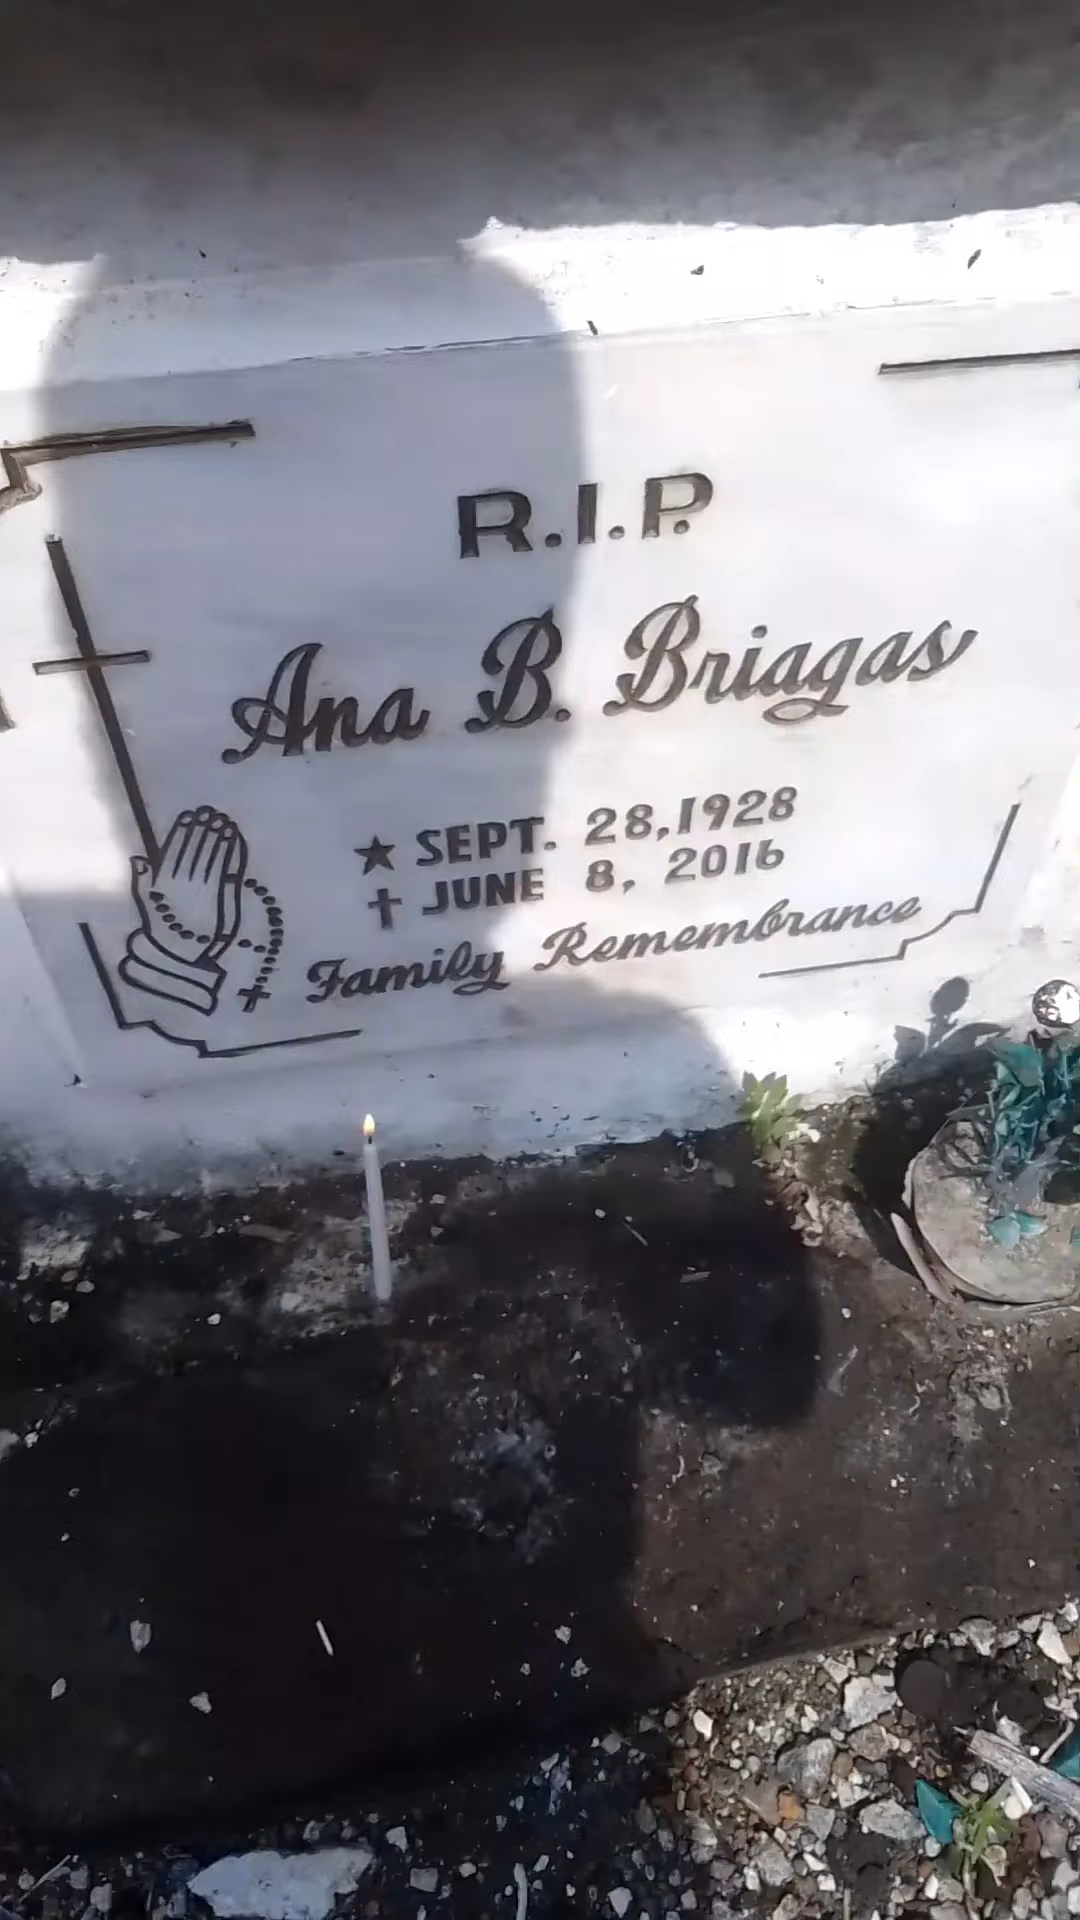 R.I.P.
Ana B. Briagas
★ SEPT. 28,1928
✝ JUNE 8, 2016
Family Remembrance